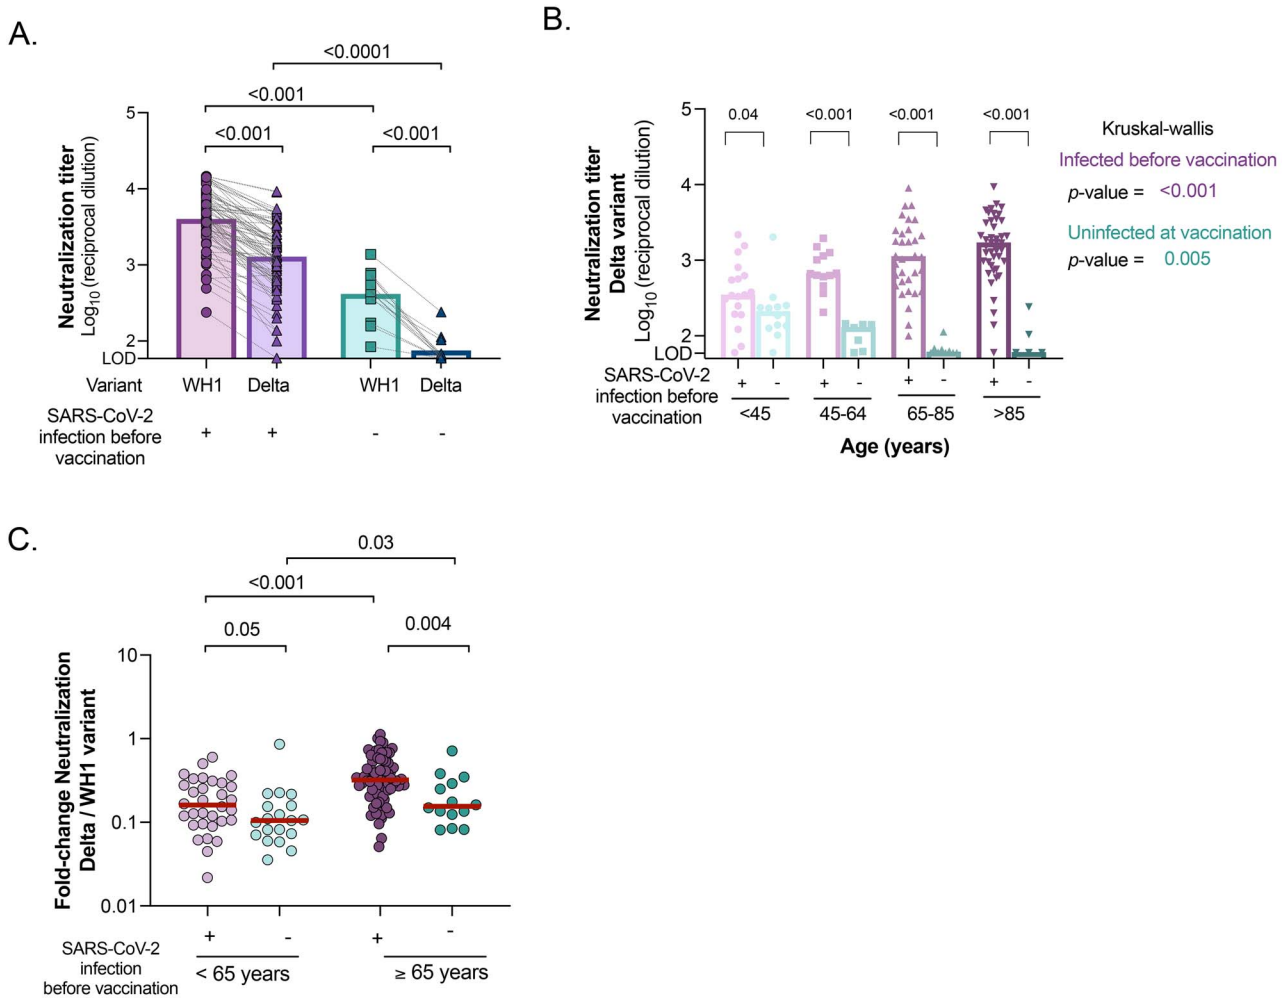 A.
<0.0001
<0.001
<0.001
<0.001
Neutralization titer
Log10 (reciprocal dilution)
5
4
3
2
LOD
Variant
WH1
Delta
WH1
Delta
SARS-CoV-2
infection before
vaccination
+
+
-
-
B.
0.04
<0.001
<0.001
<0.001
Neutralization titer
Delta variant
Log10 (reciprocal dilution)
5
4
3
2
LOD
SARS-CoV-2
infection before
vaccination
+
-
+
-
+
-
+
-
<45
45-64
65-85
>85
Age (years)
Kruskal-wallis
Infected before vaccination
p-value = <0.001
Uninfected at vaccination
p-value = 0.005
C.
0.03
<0.001
0.05
0.004
Fold-change Neutralization
Delta / WH1 variant
10
1
0.1
0.01
SARS-CoV-2
infection
before vaccination
+
-
+
-
< 65 years
≥ 65 years